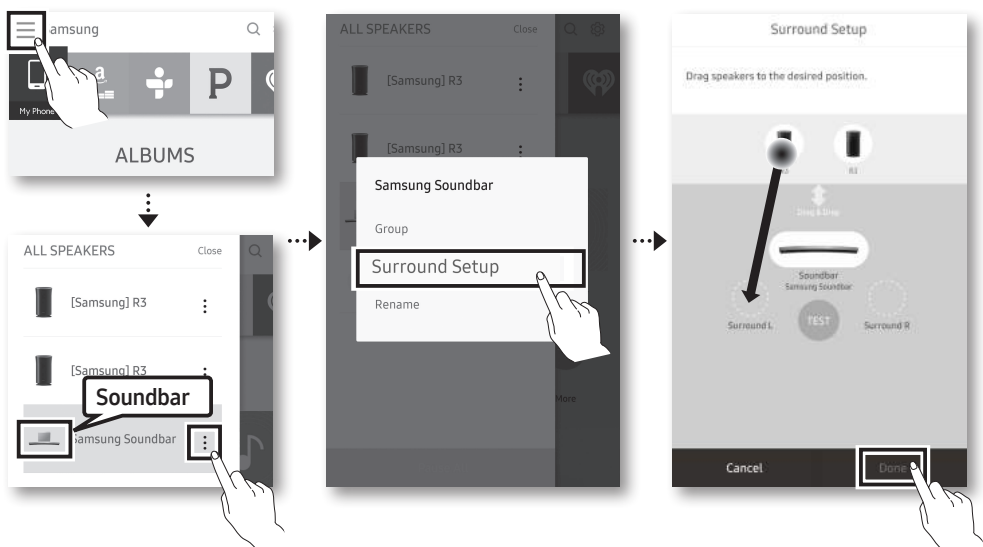 amsung
a
P
My Phone
ALBUMS
ALL SPEAKERS
Close
[Samsung] R3
[Samsung] R3
Soundbar
Samsung Soundbar
ALL SPEAKERS
Close
[Samsung] R3
[Samsung] R3
Samsung Soundbar
Group
Surround Setup
Rename
More
Surround Setup
Drag speakers to the desired position.
R3
R3
Drag & Drop
Soundbar
Samsung Soundbar
Surround L
TEST
Surround R
Cancel
Done